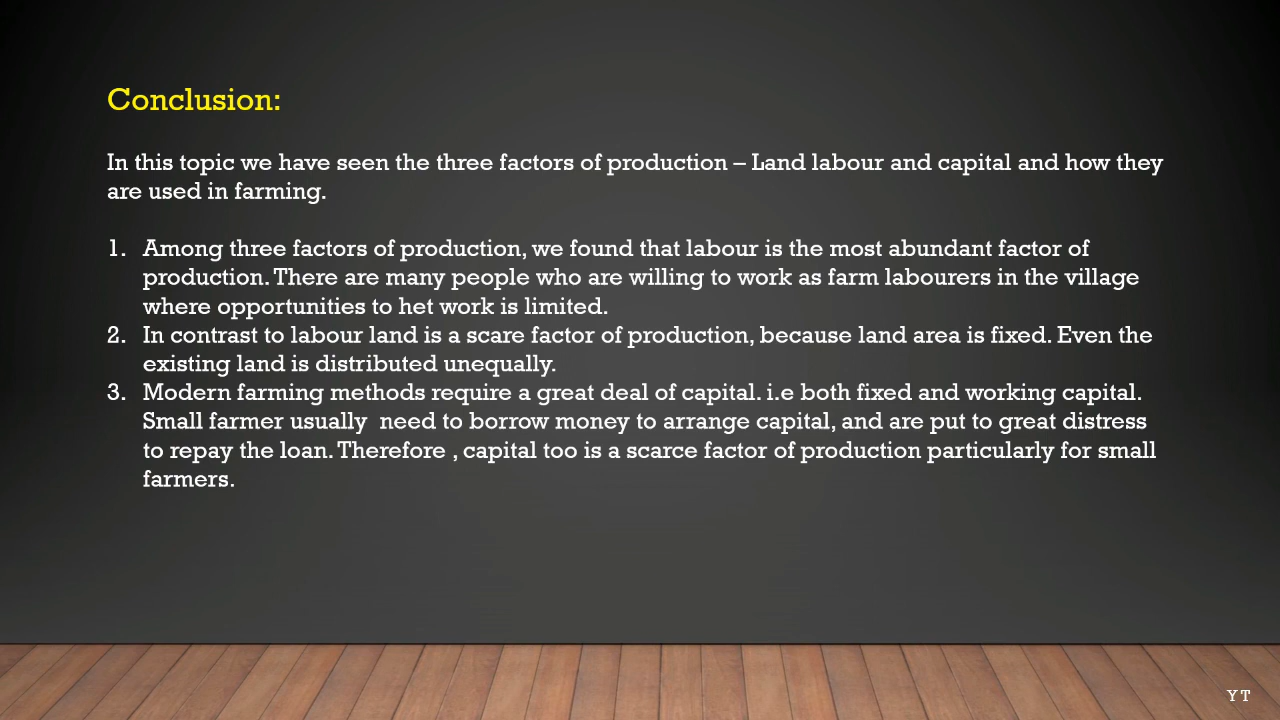 Conclusion:
In this topic we have seen the three factors of production – Land labour and capital and how they
are used in farming.
1. Among three factors of production, we found that labour is the most abundant factor of
production. There are many people who are willing to work as farm labourers in the village
where opportunities to het work is limited.
2. In contrast to labour land is a scare factor of production, because land area is fixed. Even the
existing land is distributed unequally.
3. Modern farming methods require a great deal of capital. i.e both fixed and working capital.
Small farmer usually  need to borrow money to arrange capital, and are put to great distress
to repay the loan. Therefore , capital too is a scarce factor of production particularly for small
farmers.
YT